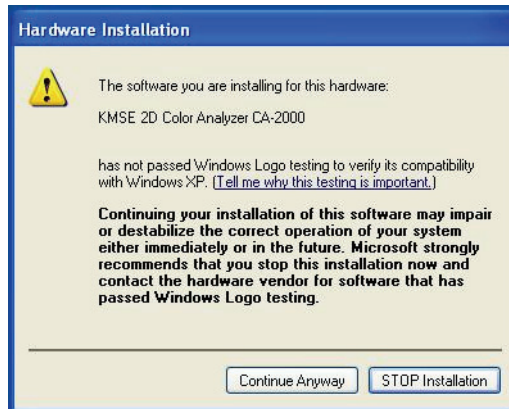 Hardware Installation
The software you are installing for this hardware:
KMSE 2D Color Analyzer CA-2000
has not passed Windows Logo testing to verify its compatibility
with Windows XP. (Tell me why this testing is important.)
Continuing your installation of this software may impair
or destabilize the correct operation of your system
either immediately or in the future. Microsoft strongly
recommends that you stop this installation now and
contact the hardware vendor for software that has
passed Windows Logo testing.
Continue Anyway STOP Installation